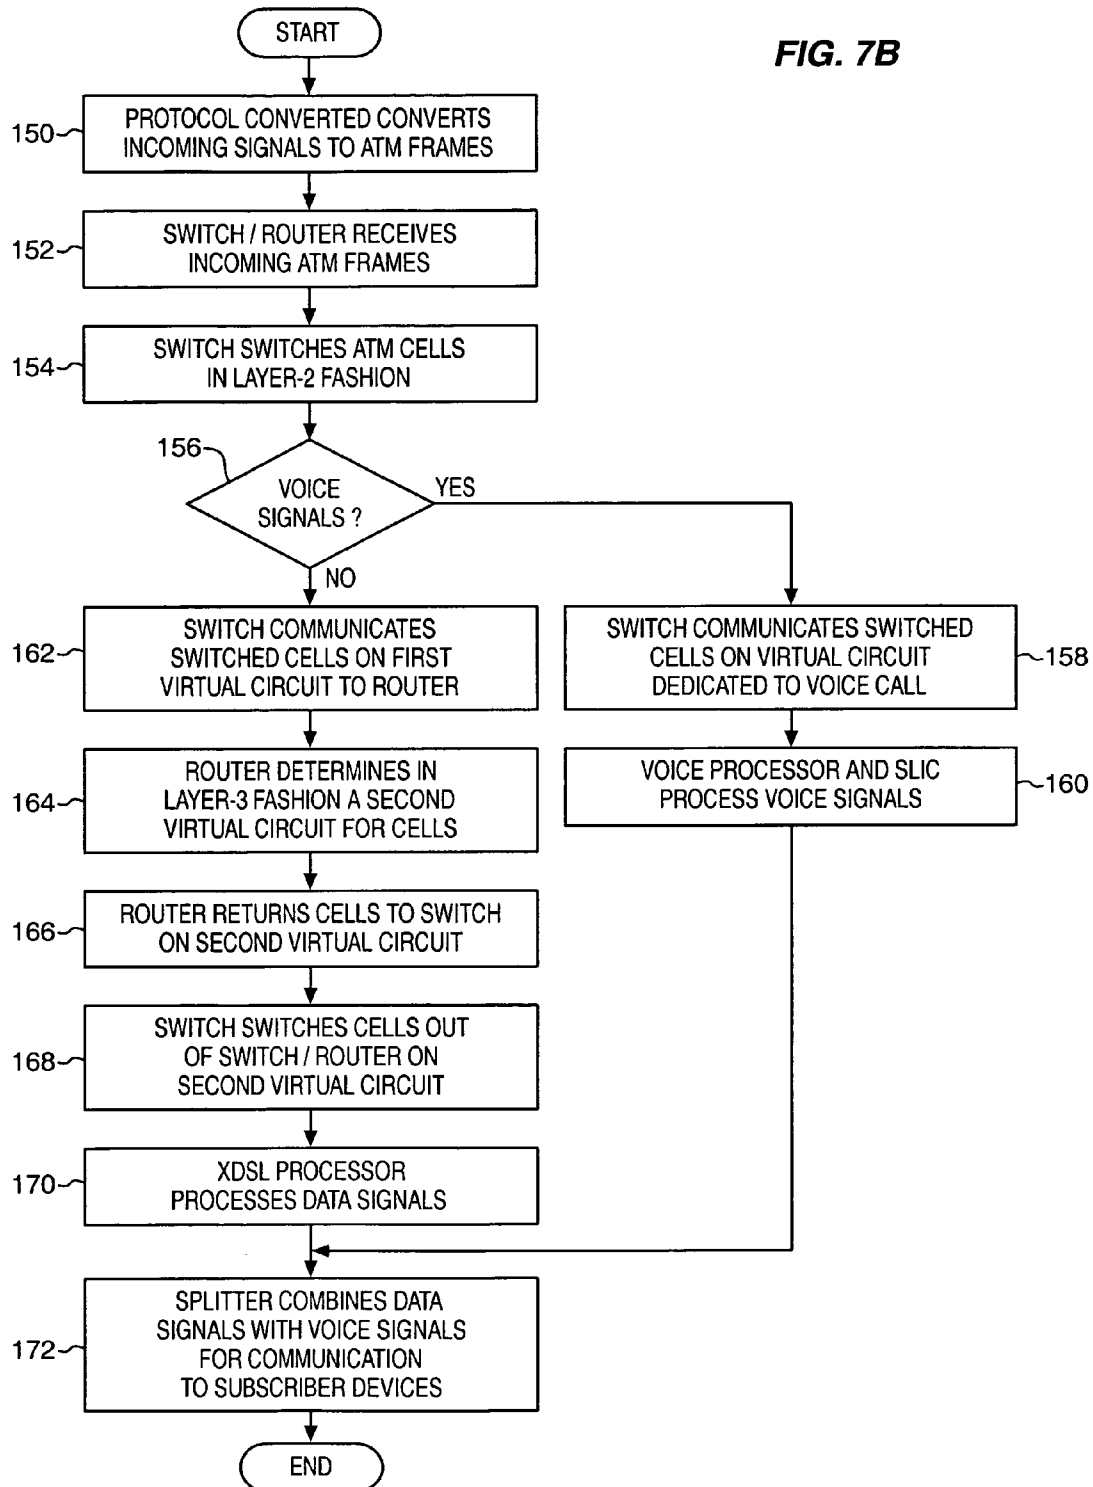 START
FIG. 7B
150
PROTOCOL CONVERTED CONVERTS
INCOMING SIGNALS TO ATM FRAMES
152
SWITCH / ROUTER RECEIVES
INCOMING ATM FRAMES
154
SWITCH SWITCHES ATM CELLS
IN LAYER-2 FASHION
156
VOICE
SIGNALS ?
YES
NO
162
SWITCH COMMUNICATES
SWITCHED CELLS ON FIRST
VIRTUAL CIRCUIT TO ROUTER
SWITCH COMMUNICATES SWITCHED
CELLS ON VIRTUAL CIRCUIT
DEDICATED TO VOICE CALL
158
164
ROUTER DETERMINES IN
LAYER-3 FASHION A SECOND
VIRTUAL CIRCUIT FOR CELLS
VOICE PROCESSOR AND SLIC
PROCESS VOICE SIGNALS
160
166
ROUTER RETURNS CELLS TO SWITCH
ON SECOND VIRTUAL CIRCUIT
168
SWITCH SWITCHES CELLS OUT
OF SWITCH / ROUTER ON
SECOND VIRTUAL CIRCUIT
170
XDSL PROCESSOR
PROCESSES DATA SIGNALS
172
SPLITTER COMBINES DATA
SIGNALS WITH VOICE SIGNALS
FOR COMMUNICATION
TO SUBSCRIBER DEVICES
END